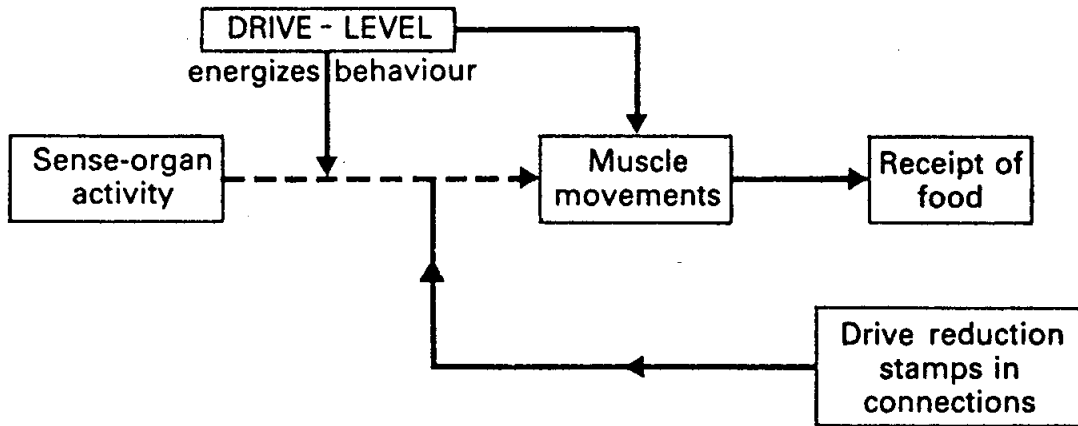 DRIVE - LEVEL
energizes behaviour
Sense-organ
activity
Muscle
movements
Receipt of
food
Drive reduction
stamps in
connections